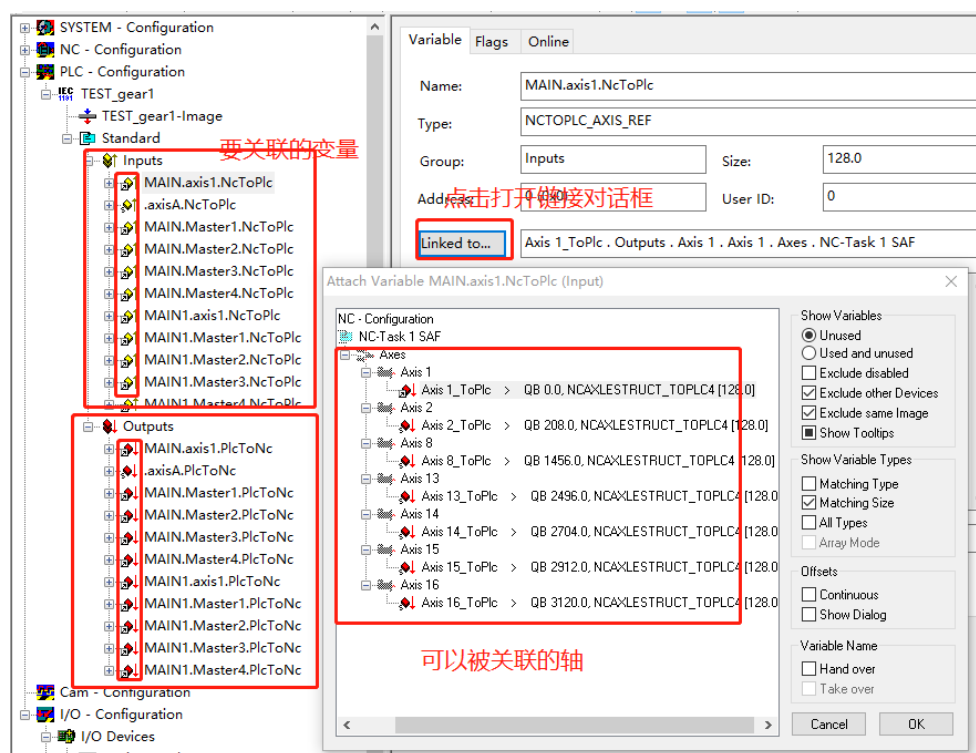 SYSTEM - Configuration
NC - Configuration
PLC - Configuration
TEST_gear1
TEST_gear1-Image
Standard
要关联的变量
Inputs
MAIN.axis1.NcToPlc
.axisA.NcToPlc
MAIN.Master1.NcToPlc
MAIN.Master2.NcToPlc
MAIN.Master3.NcToPlc
MAIN.Master4.NcToPlc
MAIN1.axis1.NcToPlc
MAIN1.Master1.NcToPlc
MAIN1.Master2.NcToPlc
MAIN1.Master3.NcToPlc
MAIN1.Master4.NcToPlc
Outputs
MAIN.axis1.PlcToNc
.axisA.PlcToNc
MAIN.Master1.PlcToNc
MAIN.Master2.PlcToNc
MAIN.Master3.PlcToNc
MAIN.Master4.PlcToNc
MAIN1.axis1.PlcToNc
MAIN1.Master1.PlcToNc
MAIN1.Master2.PlcToNc
MAIN1.Master3.PlcToNc
MAIN1.Master4.PlcToNc
Cam - Configuration
I/O - Configuration
I/O Devices
Variable Flags Online
Name: MAIN.axis1.NcToPlc
Type: NCTOPLC_AXIS_REF
Group: Inputs Size: 128.0
Address: 0 (0x0) User ID: 0
点击打开链接对话框
Linked to... Axis 1_ToPlc . Outputs . Axis 1 . Axis 1 . Axes . NC-Task 1 SAF
Attach Variable MAIN.axis1.NcToPlc (Input)
NC - Configuration
NC-Task 1 SAF
Axes
Axis 1
Axis 1_ToPlc > QB 0.0, NCAXLESTRUCT_TOPLC4 [128.0]
Axis 2
Axis 2_ToPlc > QB 208.0, NCAXLESTRUCT_TOPLC4 [128.0]
Axis 8
Axis 8_ToPlc > QB 1456.0, NCAXLESTRUCT_TOPLC4 [128.0]
Axis 13
Axis 13_ToPlc > QB 2496.0, NCAXLESTRUCT_TOPLC4 [128.0
Axis 14
Axis 14_ToPlc > QB 2704.0, NCAXLESTRUCT_TOPLC4 [128.0
Axis 15
Axis 15_ToPlc > QB 2912.0, NCAXLESTRUCT_TOPLC4 [128.0
Axis 16
Axis 16_ToPlc > QB 3120.0, NCAXLESTRUCT_TOPLC4 [128.0
可以被关联的轴
Show Variables
Unused
Used and unused
Exclude disabled
Exclude other Devices
Exclude same Image
Show Tooltips
Show Variable Types
Matching Type
Matching Size
All Types
Array Mode
Offsets
Continuous
Show Dialog
Variable Name
Hand over
Take over
Cancel OK